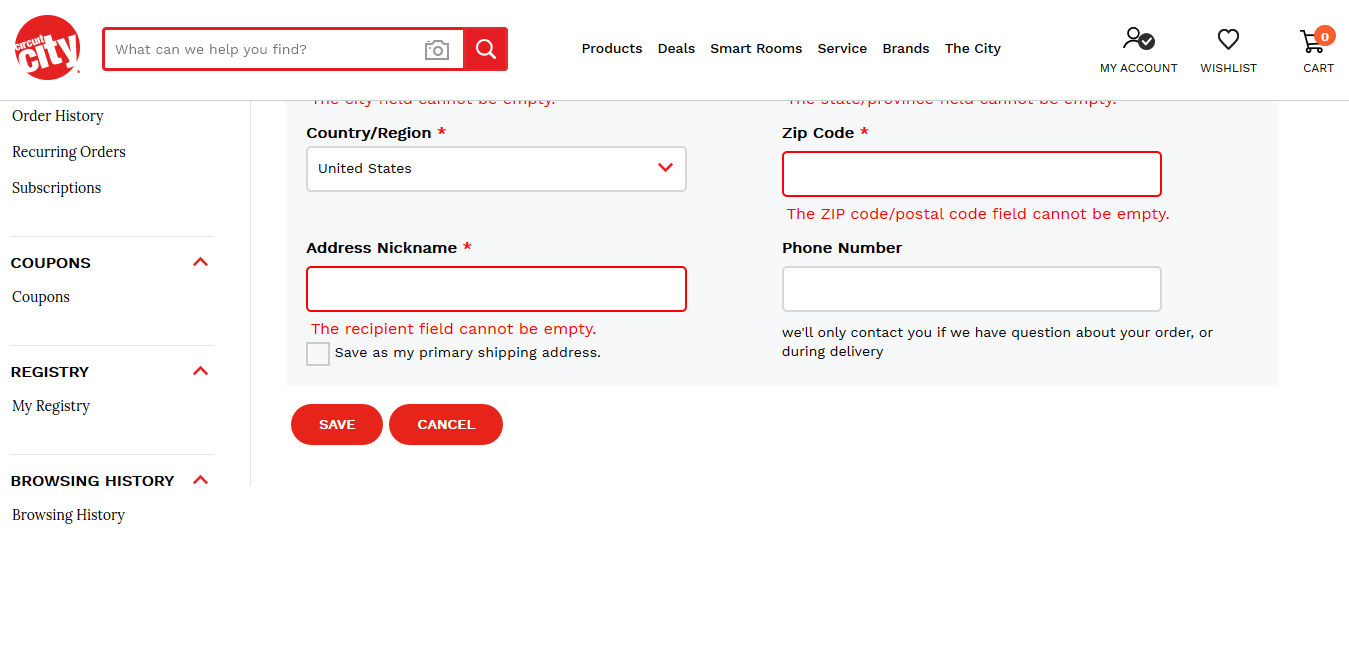 circuit
city
What can we help you find?
Products Deals Smart Rooms Service Brands The City
0
MY ACCOUNT WISHLIST CART
The city field cannot be empty. The state/province field cannot be empty.
Order History
Recurring Orders
Subscriptions
COUPONS
Coupons
REGISTRY
My Registry
BROWSING HISTORY
Browsing History
Country/Region * Zip Code *
United States
The ZIP code/postal code field cannot be empty.
Address Nickname * Phone Number
The recipient field cannot be empty.
Save as my primary shipping address.
we'll only contact you if we have question about your order, or
during delivery
SAVE CANCEL